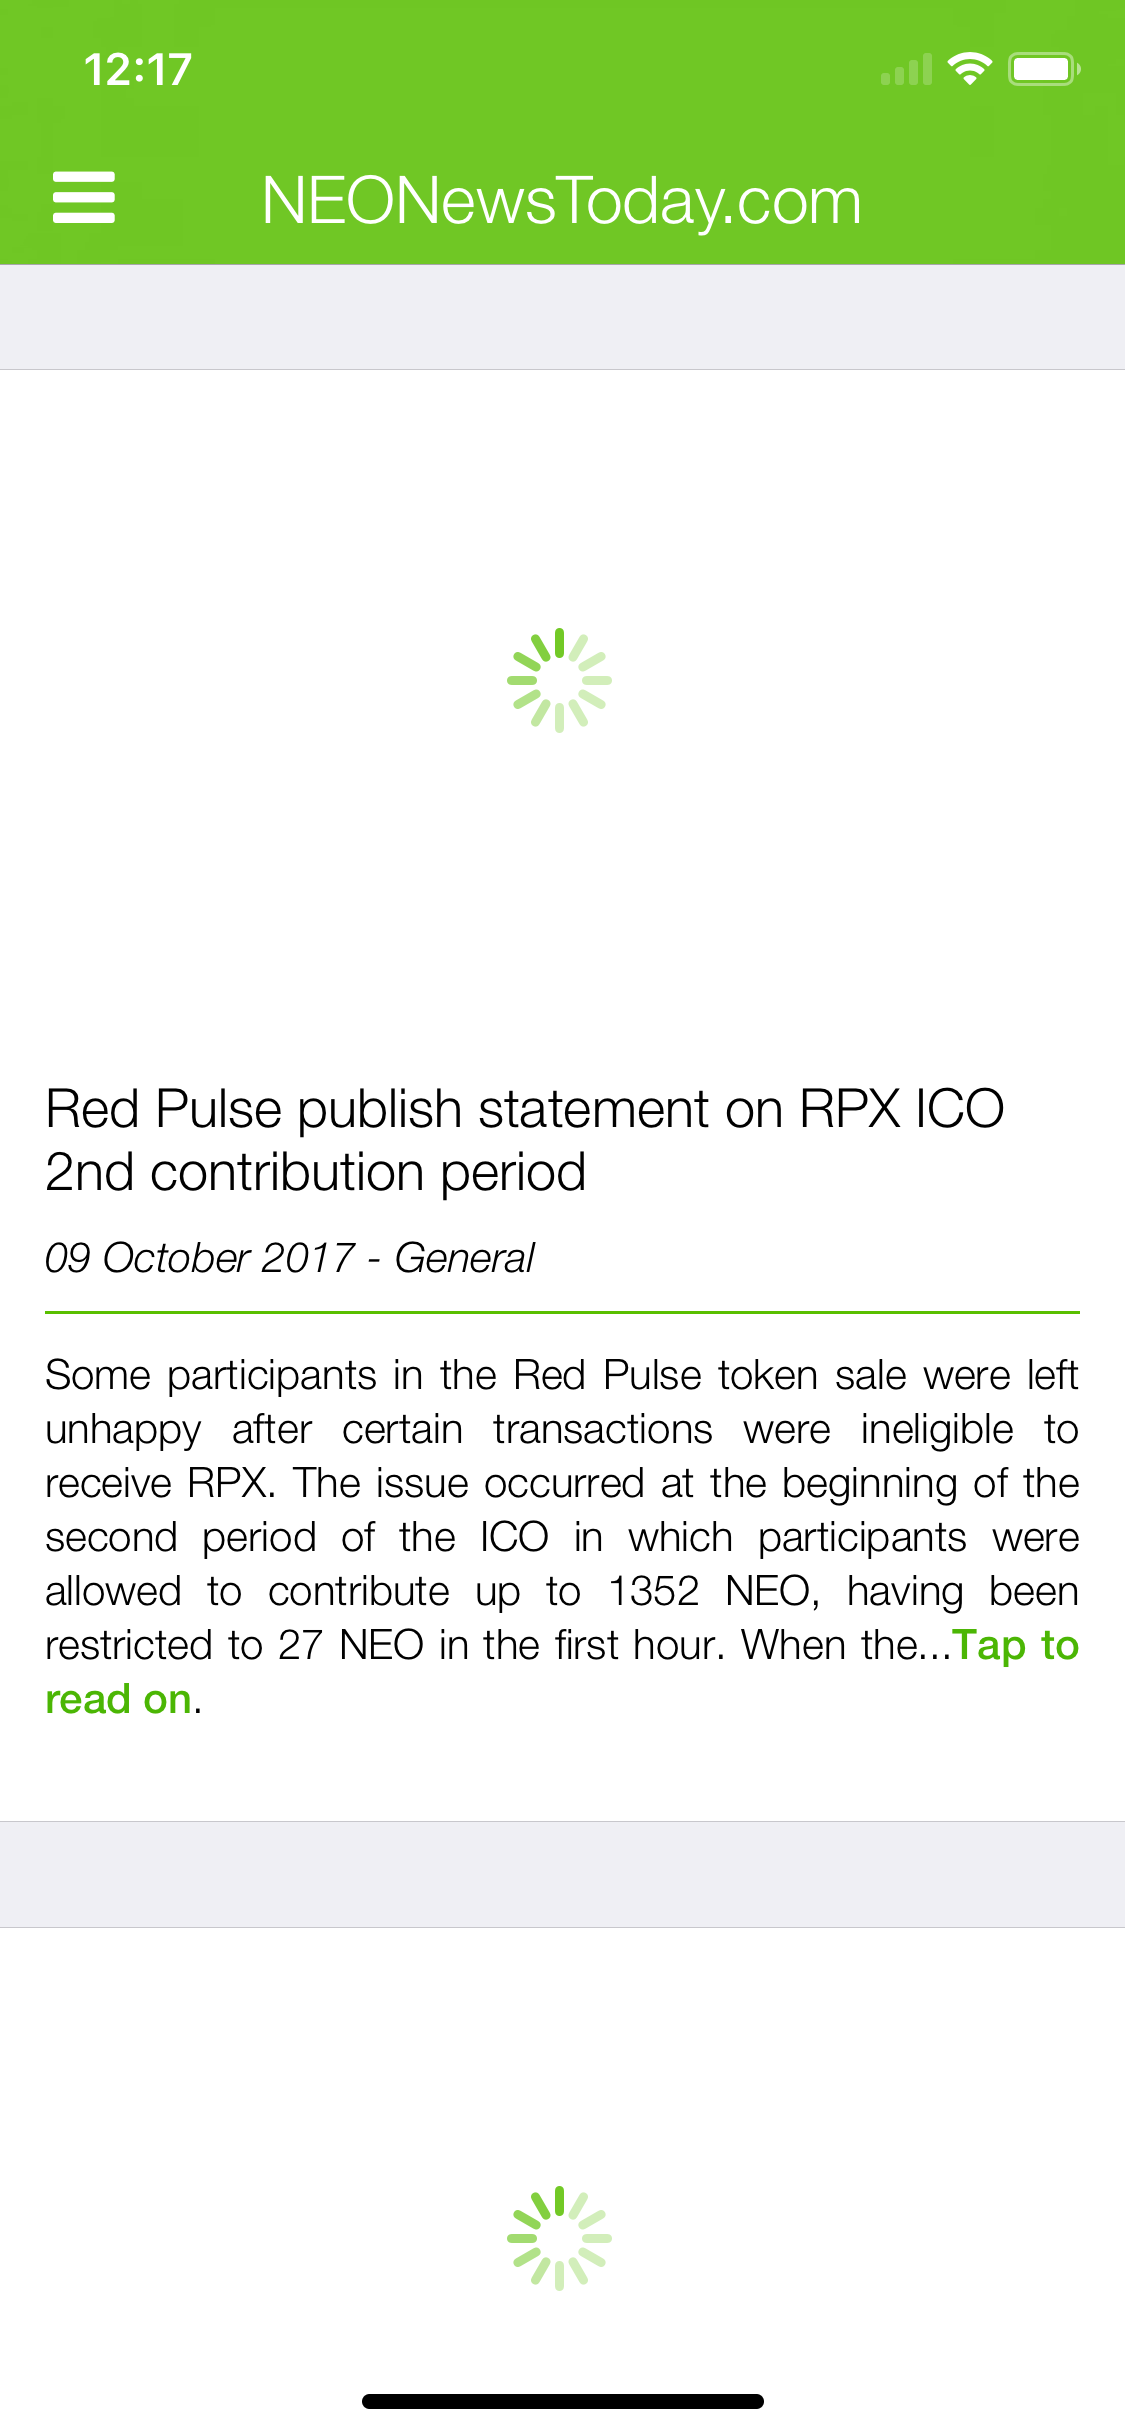 12:17
NEONewsToday.com
Red Pulse publish statement on RPX ICO
2nd contribution period
09 October 2017 - General
Some participants in the Red Pulse token sale were left
unhappy after certain transactions were ineligible to
receive RPX. The issue occurred at the beginning of the
second period of the ICO in which participants were
allowed to contribute up to 1352 NEO, having been
restricted to 27 NEO in the first hour. When the...Tap to
read on.